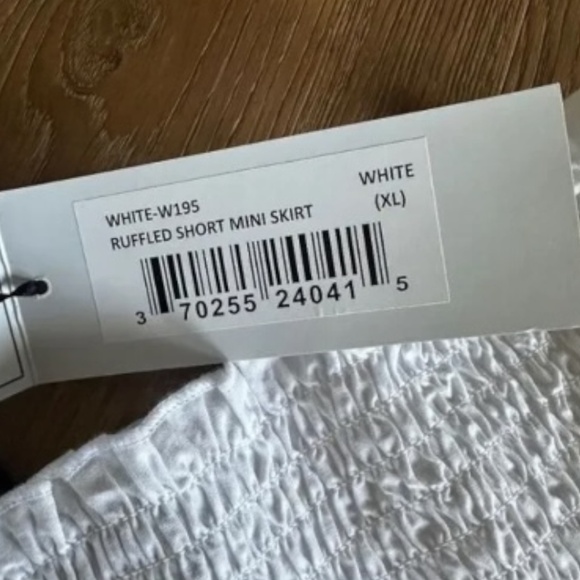 WHITE-W195
RUFFLED SHORT MINI SKIRT
WHITE
(XL)
3 70255 24041 5